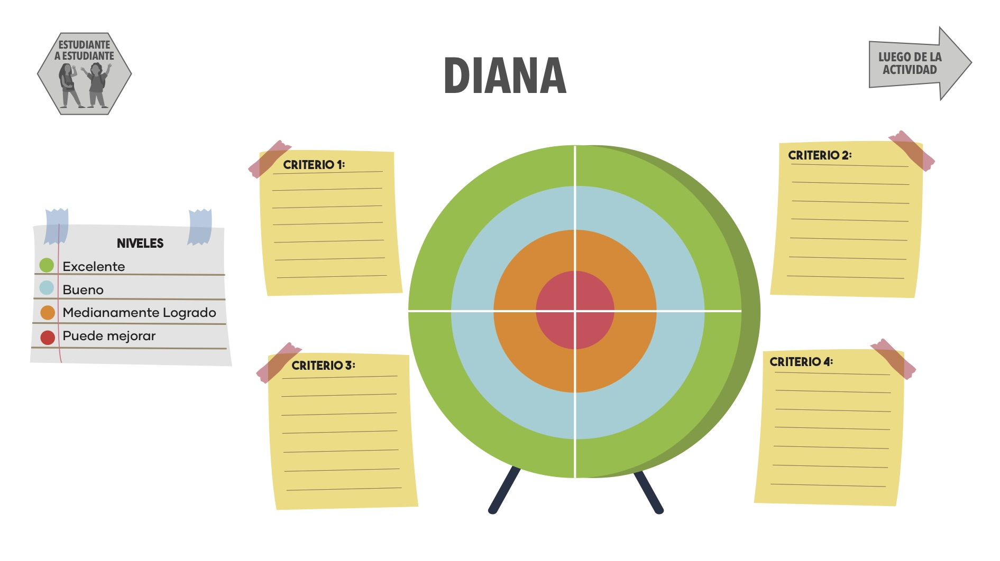 ESTUDIANTE
A ESTUDIANTE
DIANA
LUEGO DE LA
ACTIVIDAD
CRITERIO 1:
CRITERIO 2:
NIVELES
Excelente
Bueno
Medianamente Logrado
Puede mejorar
CRITERIO 3:
CRITERIO 4: